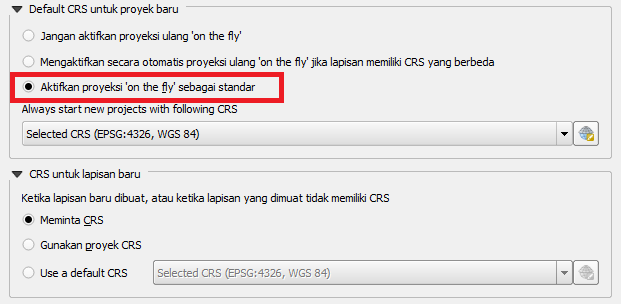 Default CRS untuk proyek baru
Jangan aktifkan proyeksi ulang 'on the fly'
Mengaktifkan secara otomatis proyeksi ulang 'on the fly' jika lapisan memiliki CRS yang berbeda
Aktifkan proyeksi 'on the fly' sebagai standar
Always start new projects with following CRS
Selected CRS (EPSG:4326, WGS 84)
CRS untuk lapisan baru
Ketika lapisan baru dibuat, atau ketika lapisan yang dimuat tidak memiliki CRS
Meminta CRS
Gunakan proyek CRS
Use a default CRS
Selected CRS (EPSG:4326, WGS 84)